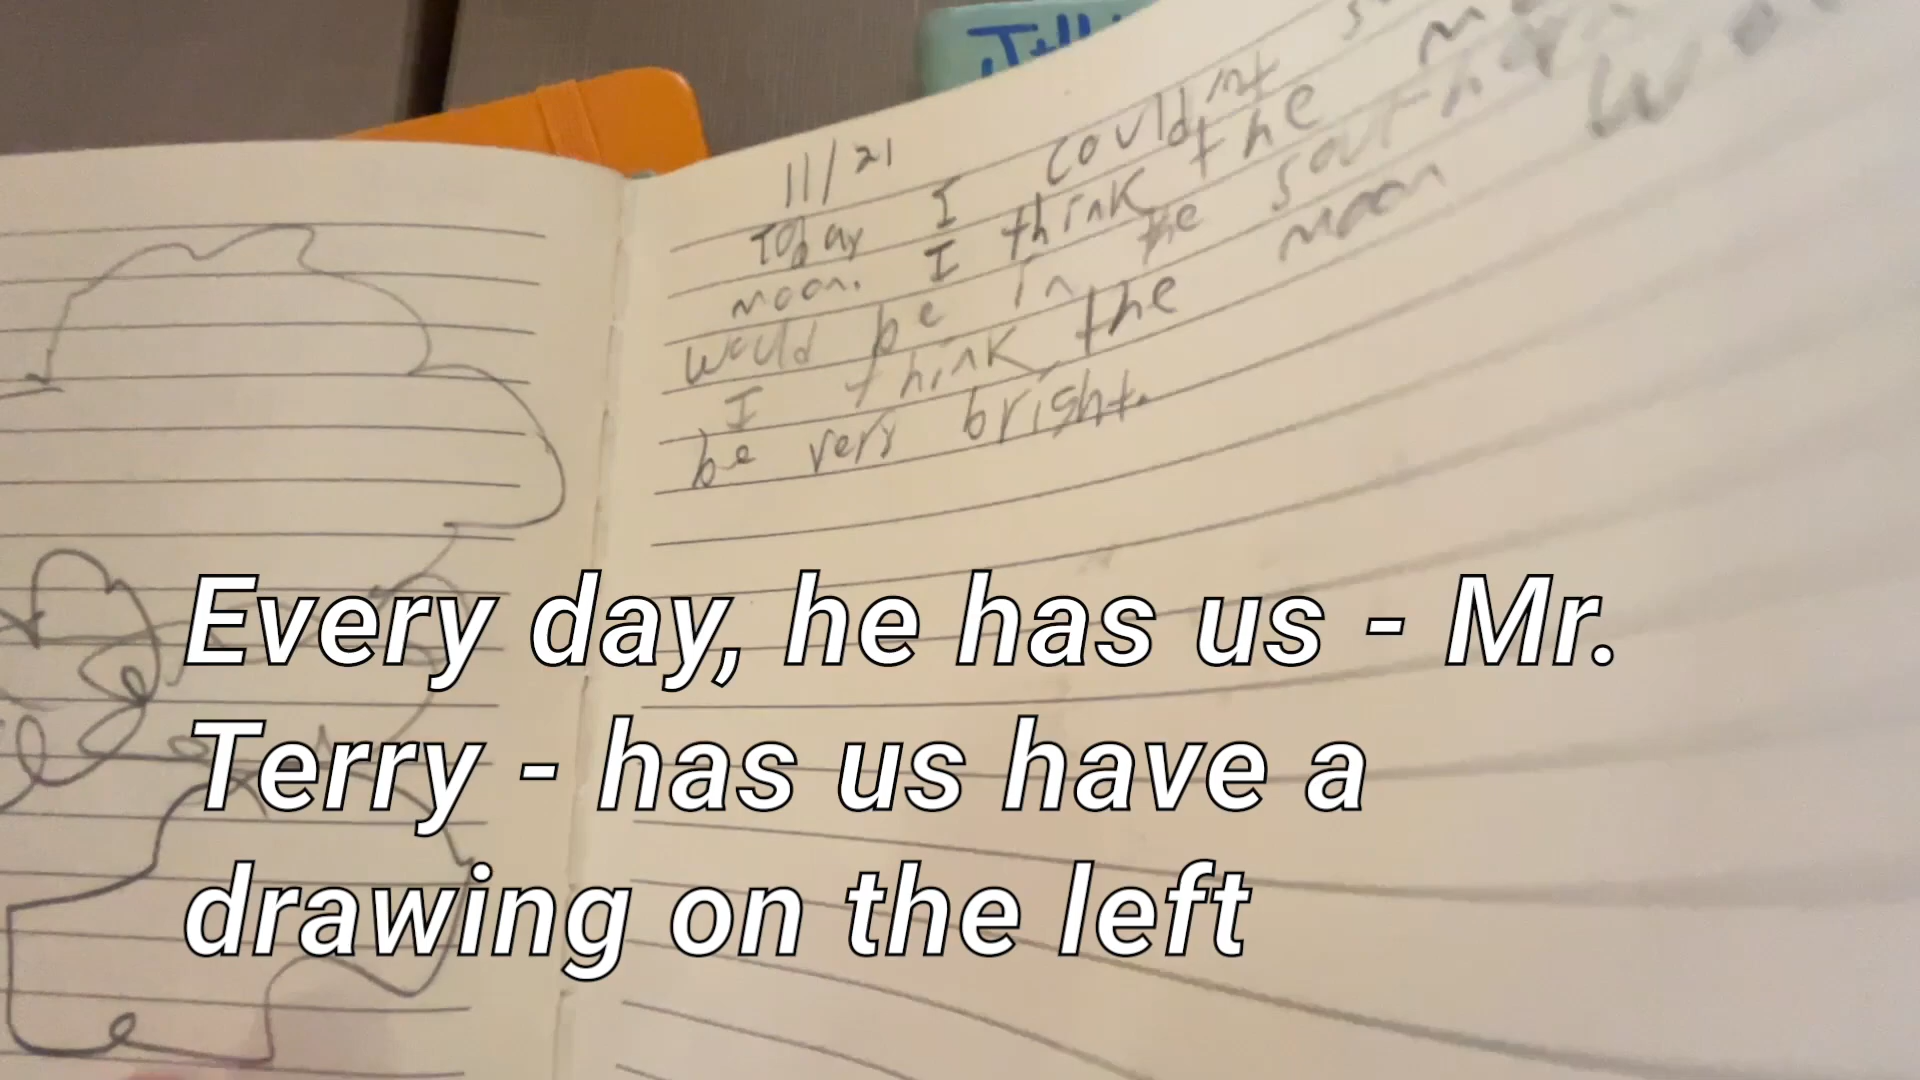 11/21
Today I couldn't
moon. I think the
would be in the south
I think the moon
be very bright.
Every day, he has us - Mr.
Terry - has us have a
drawing on the left